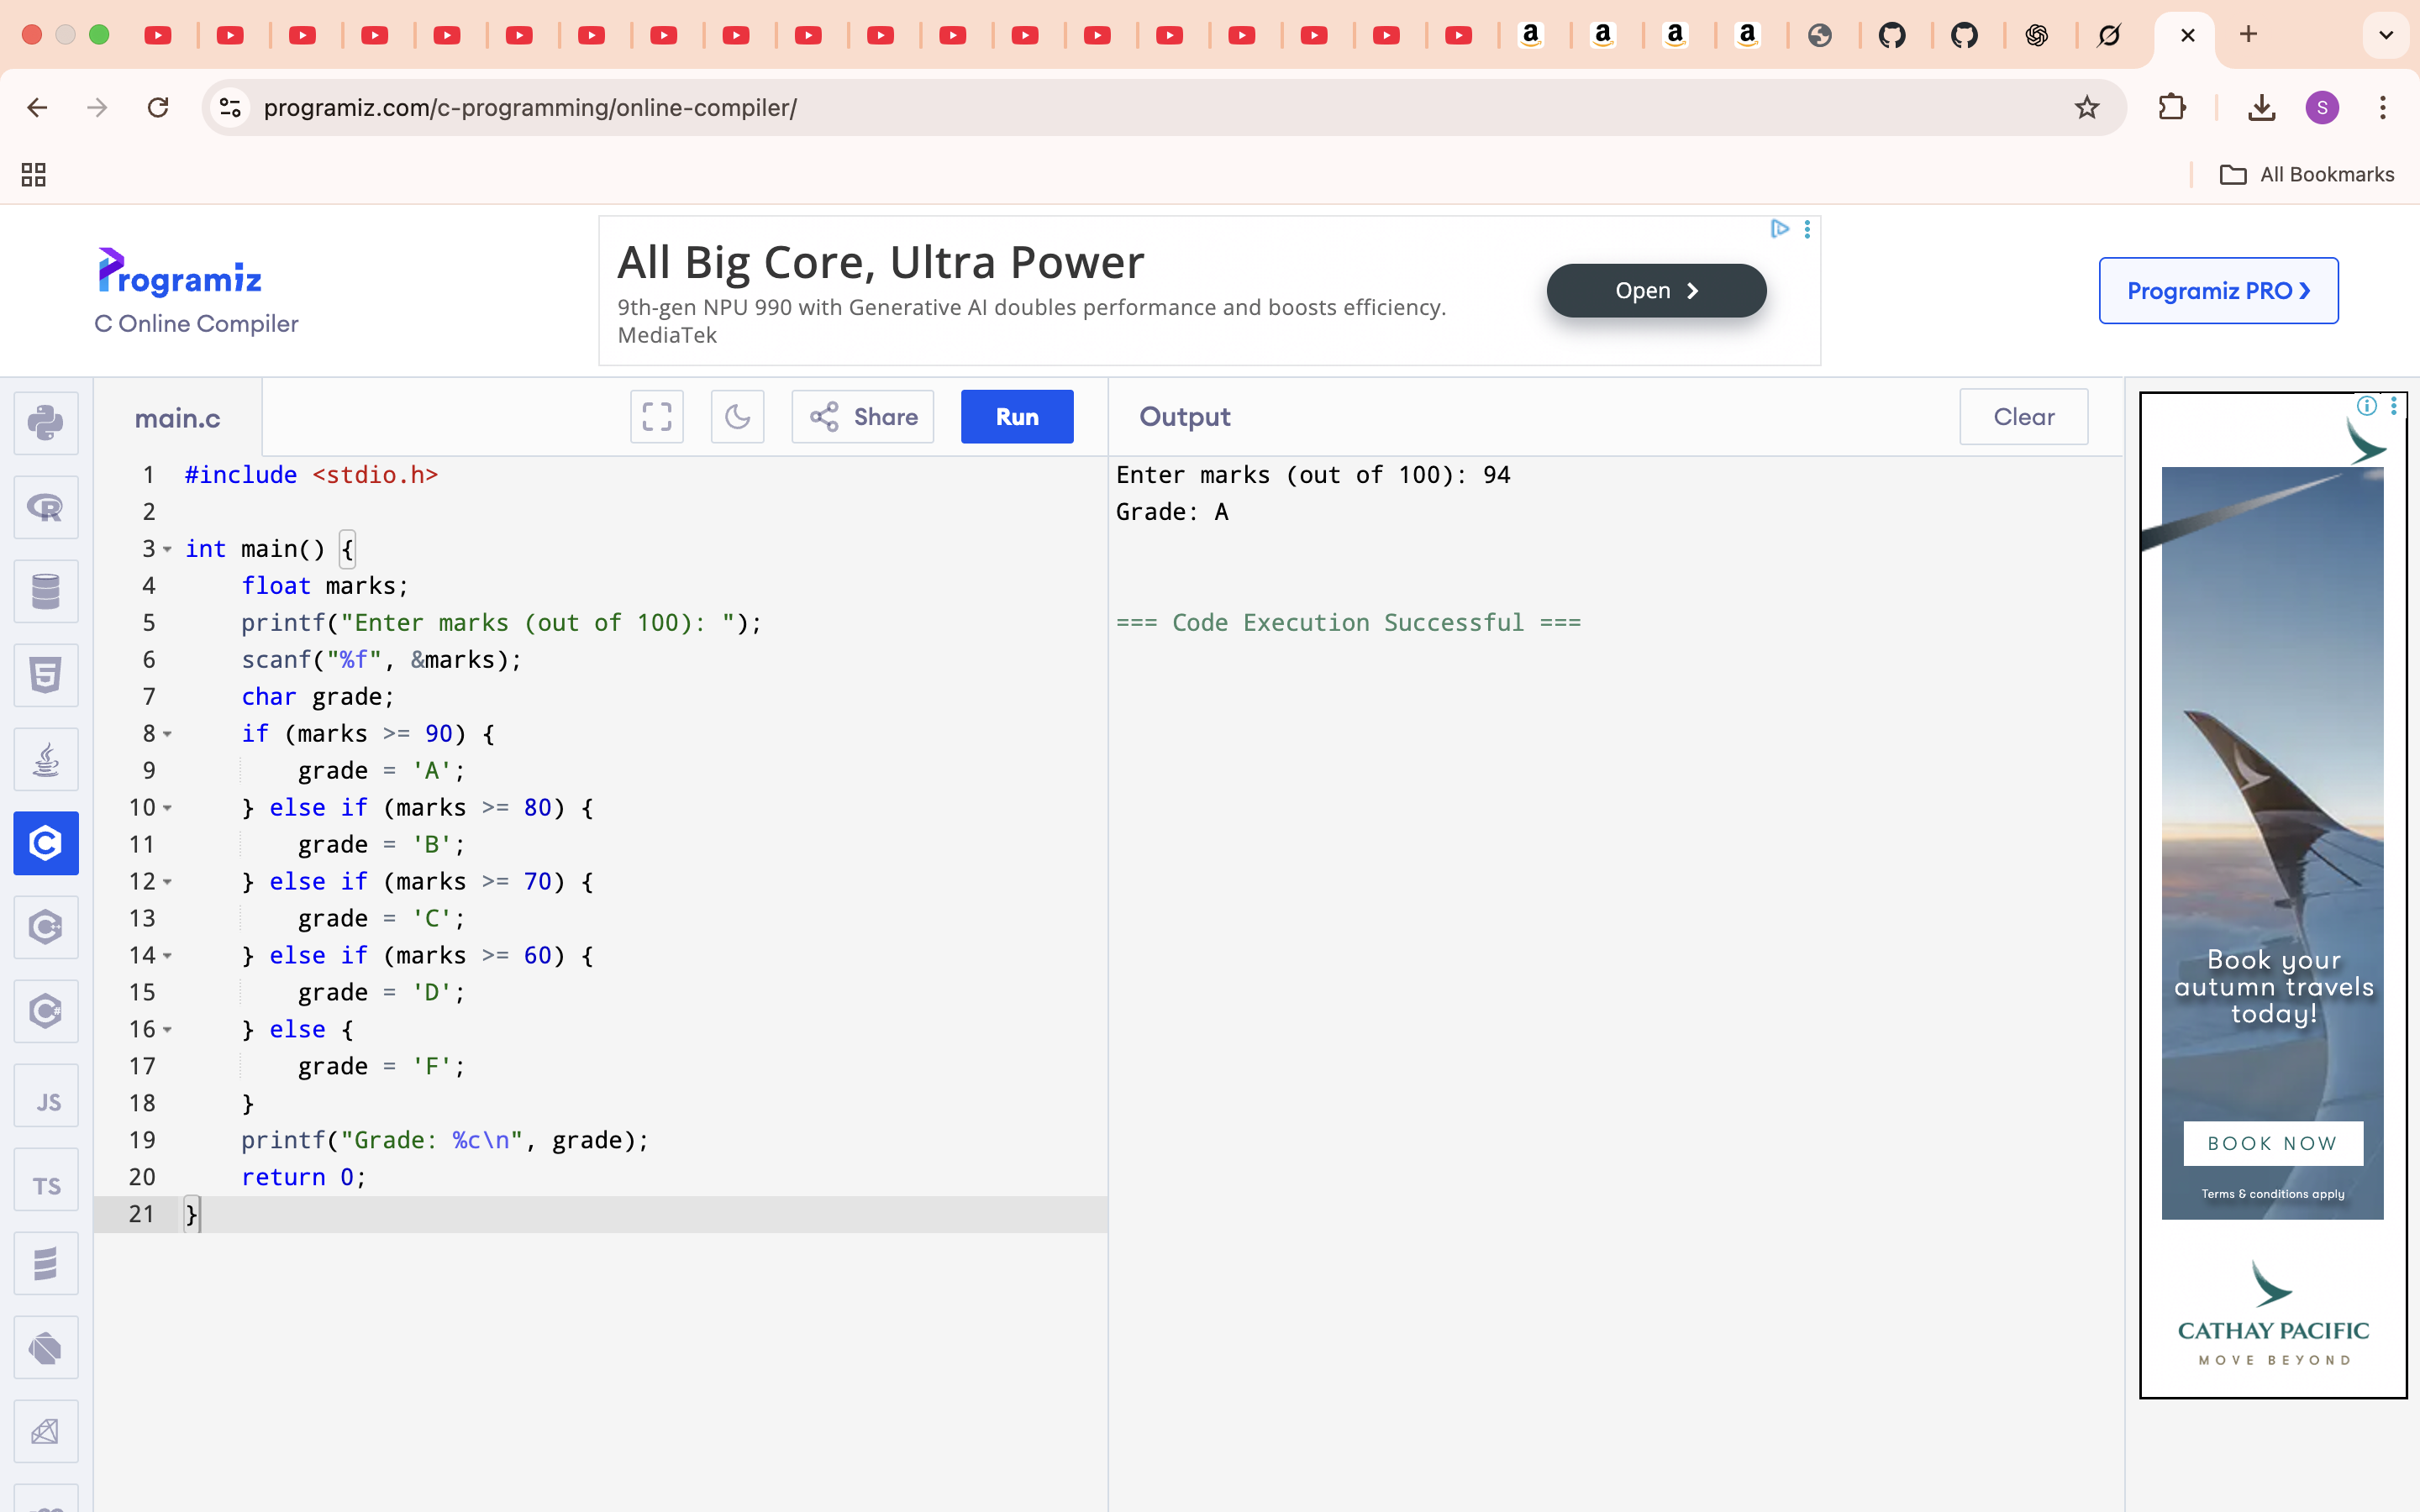 programiz.com/c-programming/online-compiler/
S
All Bookmarks
Programiz
C Online Compiler
All Big Core, Ultra Power
9th-gen NPU 990 with Generative AI doubles performance and boosts efficiency.
MediaTek
Open
Programiz PRO
main.c
Share
Run
Output
Clear
1 #include <stdio.h>
2
3 int main() {
4     float marks;
5     printf("Enter marks (out of 100): ");
6     scanf("%f", &marks);
7     char grade;
8     if (marks >= 90) {
9         grade = 'A';
10     } else if (marks >= 80) {
11         grade = 'B';
12     } else if (marks >= 70) {
13         grade = 'C';
14     } else if (marks >= 60) {
15         grade = 'D';
16     } else {
17         grade = 'F';
18     }
19     printf("Grade: %c\n", grade);
20     return 0;
21 }
Enter marks (out of 100): 94
Grade: A
=== Code Execution Successful ===
JS
TS
Book your
autumn travels
today!
BOOK NOW
Terms & conditions apply
CATHAY PACIFIC
MOVE BEYOND